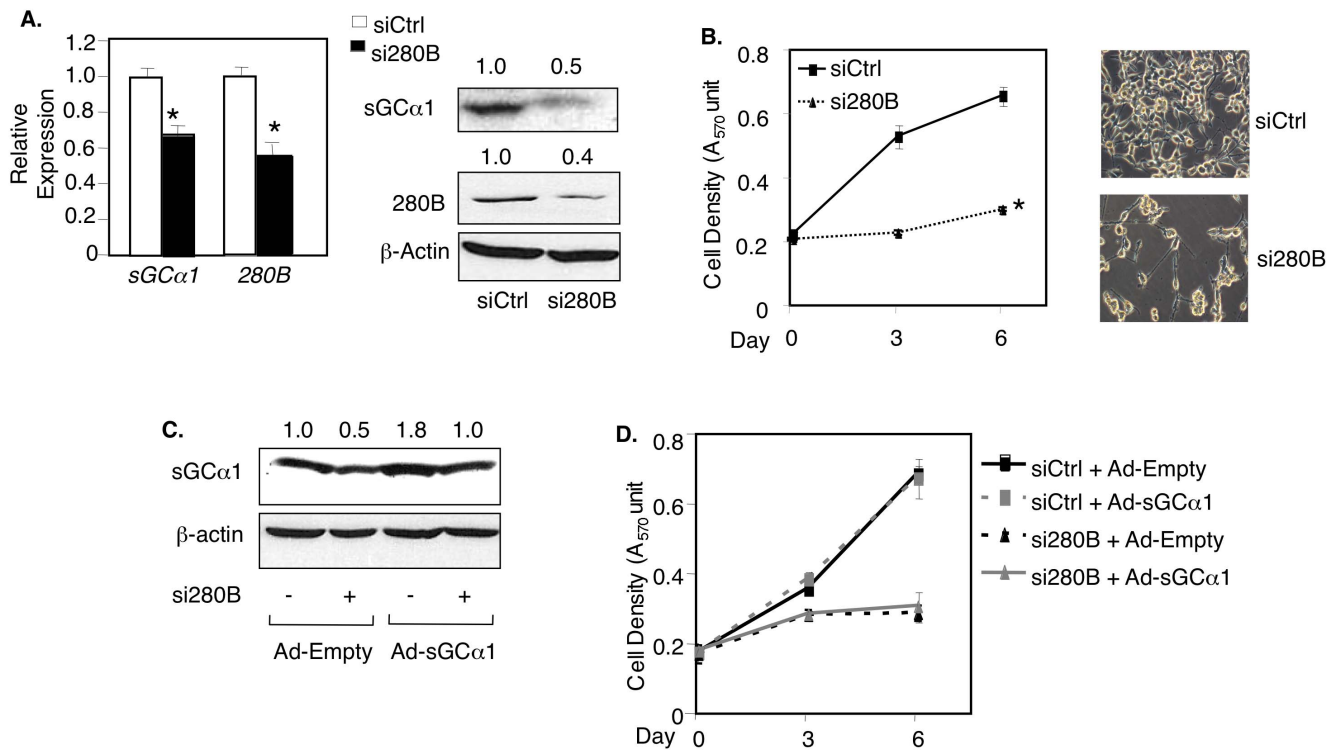 A.
siCtrl
si280B
Relative
Expression
1.2
1.0
0.8
0.6
0.4
0.2
0
*
*
sGCα1 280B
1.0 0.5
sGCα1
1.0 0.4
280B
β-Actin
siCtrl si280B
B.
Cell Density (A570 unit
0.8
0.6
0.4
0.2
0
siCtrl
si280B
*
Day 0 3 6
siCtrl
si280B
C.
1.0 0.5 1.8 1.0
sGCα1
β-actin
si280B - + - +
Ad-Empty Ad-sGCα1
D.
Cell Density (A570 unit
0.8
0.6
0.4
0.2
0
Day 0 3 6
siCtrl + Ad-Empty
siCtrl + Ad-sGCα1
si280B + Ad-Empty
si280B + Ad-sGCα1